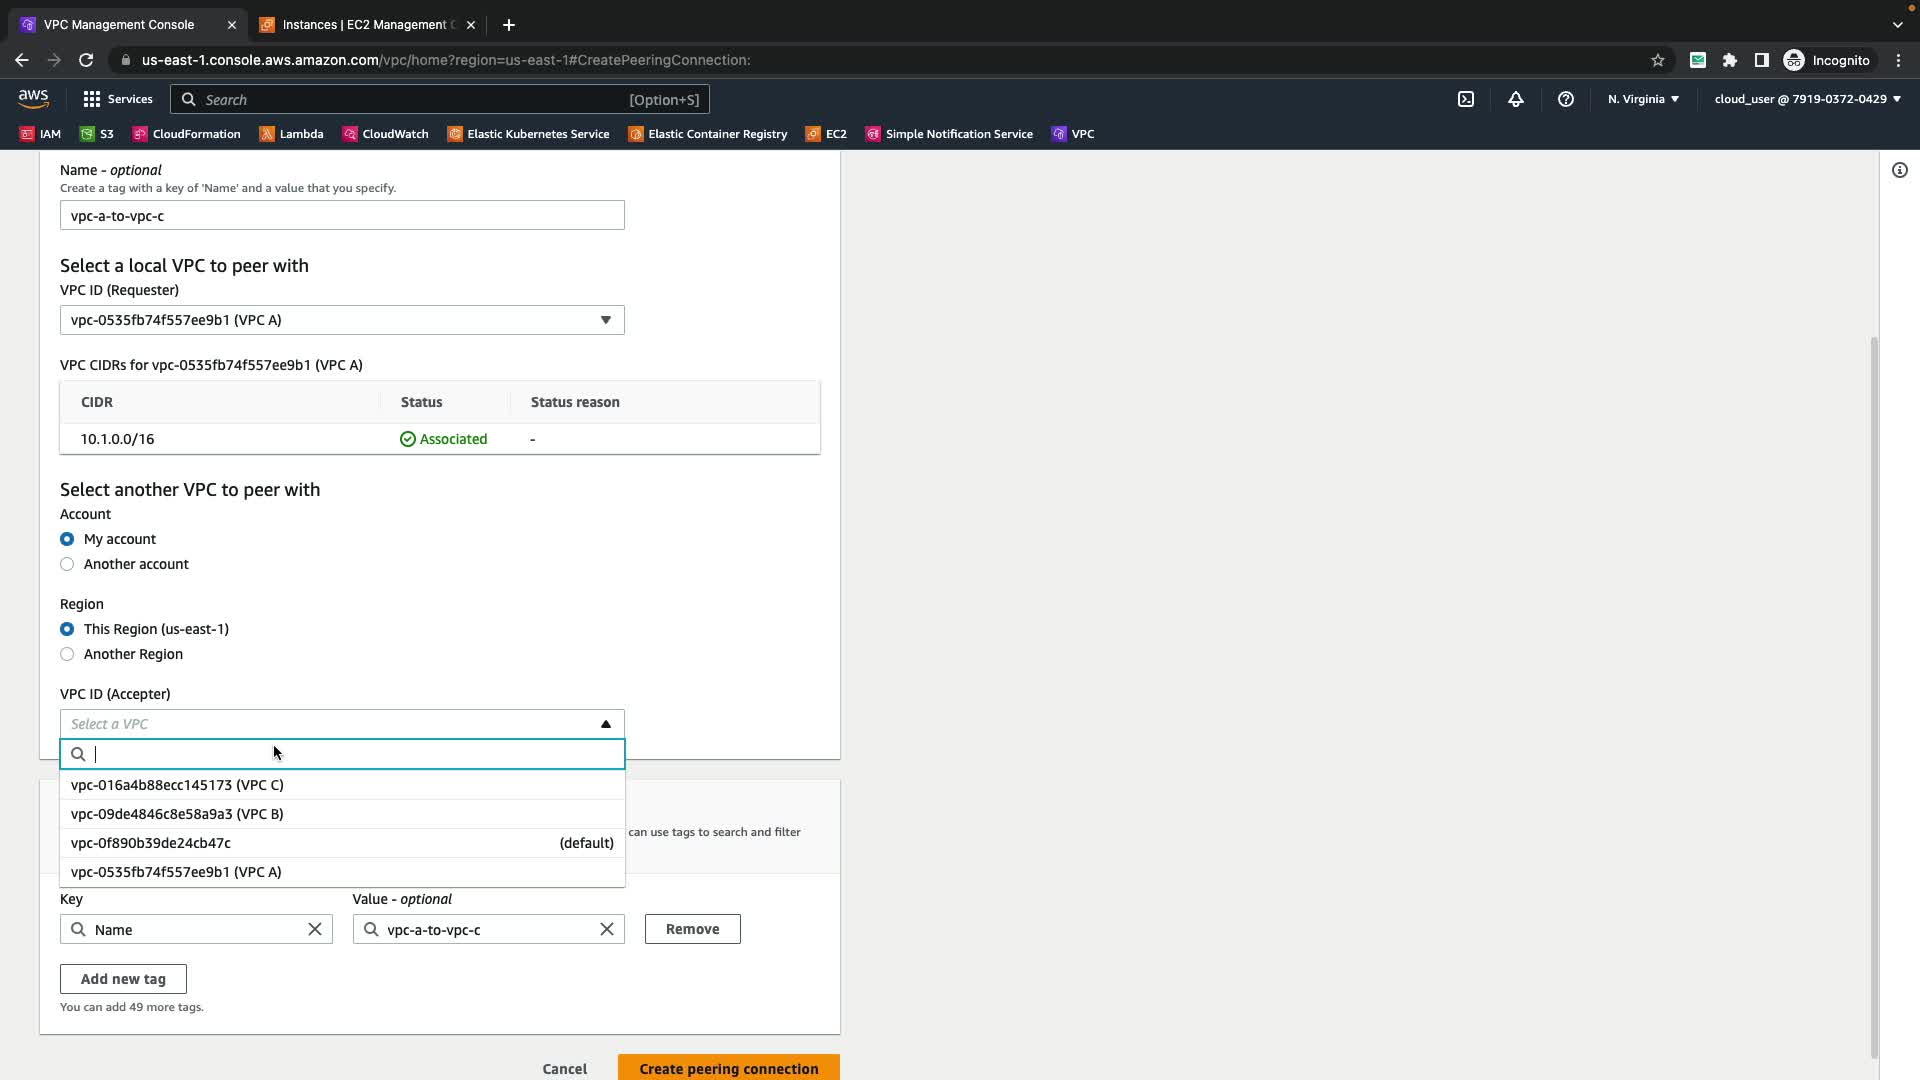 VPC Management Console
Instances | EC2 Management C
us-east-1.console.aws.amazon.com/vpc/home?region=us-east-1#CreatePeeringConnection:
Incognito
aws
Services
Search
[Option+S]
N. Virginia
cloud_user @ 7919-0372-0429
IAM
S3
CloudFormation
Lambda
CloudWatch
Elastic Kubernetes Service
Elastic Container Registry
EC2
Simple Notification Service
VPC
Name - optional
Create a tag with a key of 'Name' and a value that you specify.
vpc-a-to-vpc-c
Select a local VPC to peer with
VPC ID (Requester)
vpc-0535fb74f557ee9b1 (VPC A)
VPC CIDRs for vpc-0535fb74f557ee9b1 (VPC A)
CIDR Status Status reason
10.1.0.0/16 Associated -
Select another VPC to peer with
Account
My account
Another account
Region
This Region (us-east-1)
Another Region
VPC ID (Accepter)
Select a VPC
vpc-016a4b88ecc145173 (VPC C)
vpc-09de4846c8e58a9a3 (VPC B)
can use tags to search and filter
vpc-0f890b39de24cb47c (default)
vpc-0535fb74f557ee9b1 (VPC A)
Key Value - optional
Name vpc-a-to-vpc-c Remove
Add new tag
You can add 49 more tags.
Cancel Create peering connection